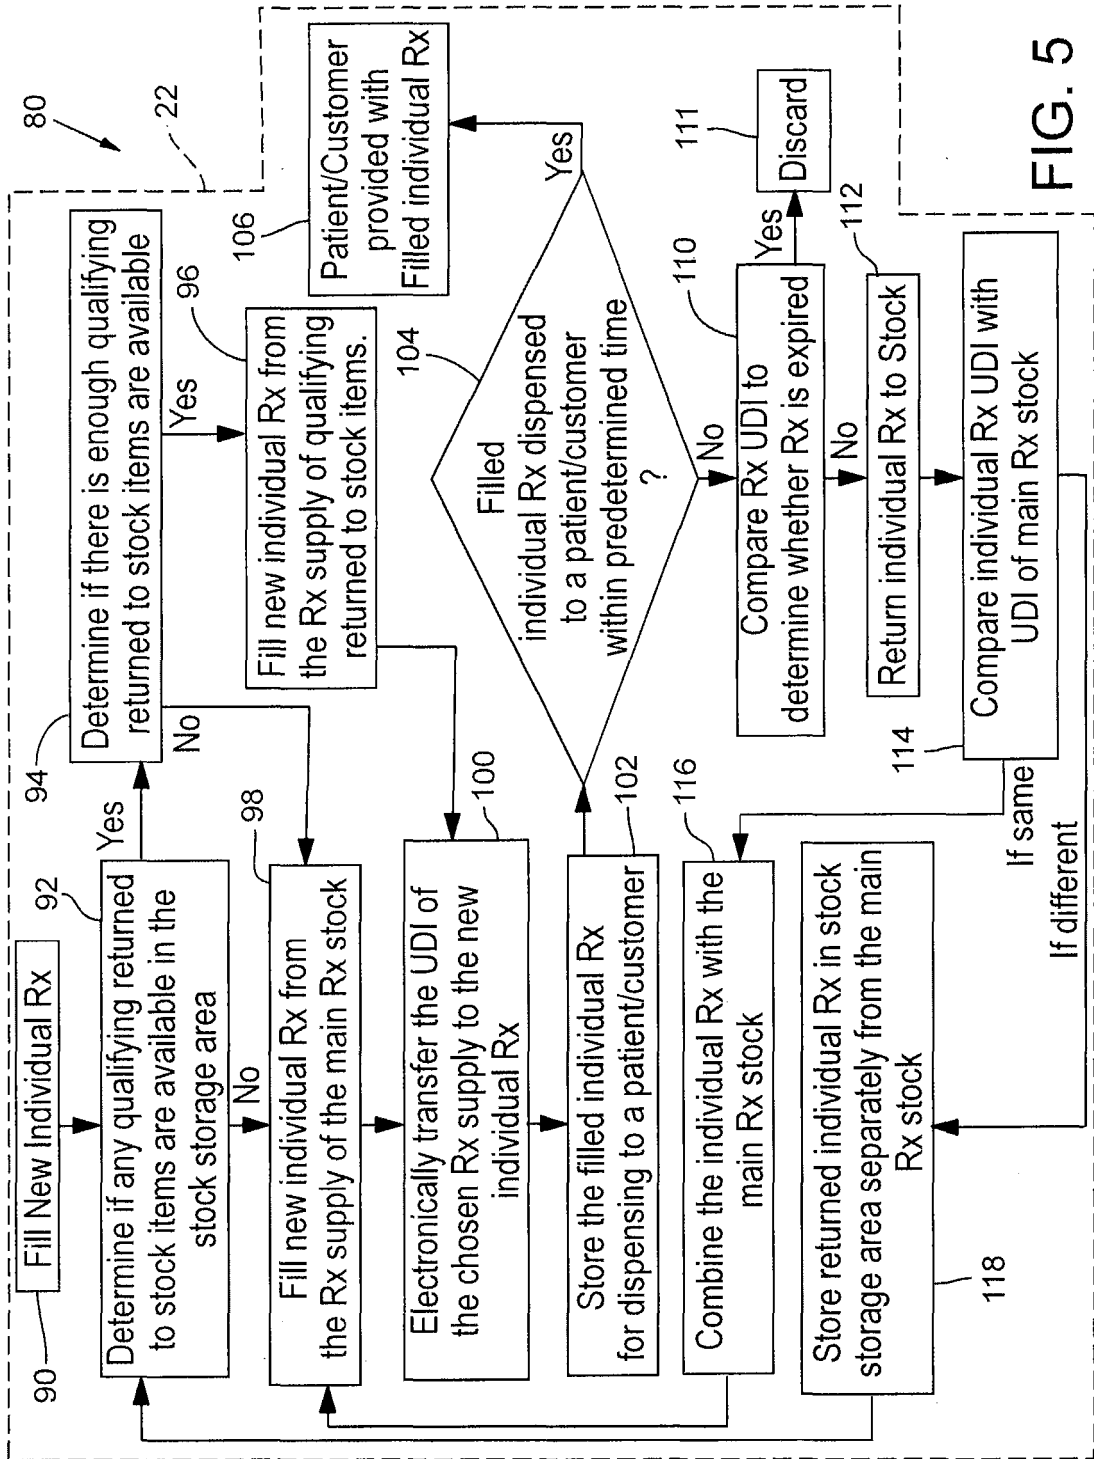 80
22
90
Fill New Individual Rx
92
Determine if any qualifying returned
to stock items are available in the
stock storage area
Yes
No
94
Determine if there is enough qualifying
returned to stock items are available
Yes
No
96
Fill new individual Rx from
the Rx supply of qualifying
returned to stock items.
98
Fill new individual Rx from
the Rx supply of the main Rx stock
100
Electronically transfer the UDI of
the chosen Rx supply to the new
individual Rx
102
Store the filled individual Rx
for dispensing to a patient/customer
104
Filled
individual Rx dispensed
to a patient/customer
within predetermined time
?
Yes
No
106
Patient/Customer
provided with
Filled individual Rx
110
Compare Rx UDI to
determine whether Rx is expired
Yes
No
111
Discard
112
Return individual Rx to Stock
114
Compare individual Rx UDI with
UDI of main Rx stock
If same
If different
116
Combine the individual Rx with the
main Rx stock
Store returned individual Rx in stock
storage area separately from the main
Rx stock
118
FIG. 5